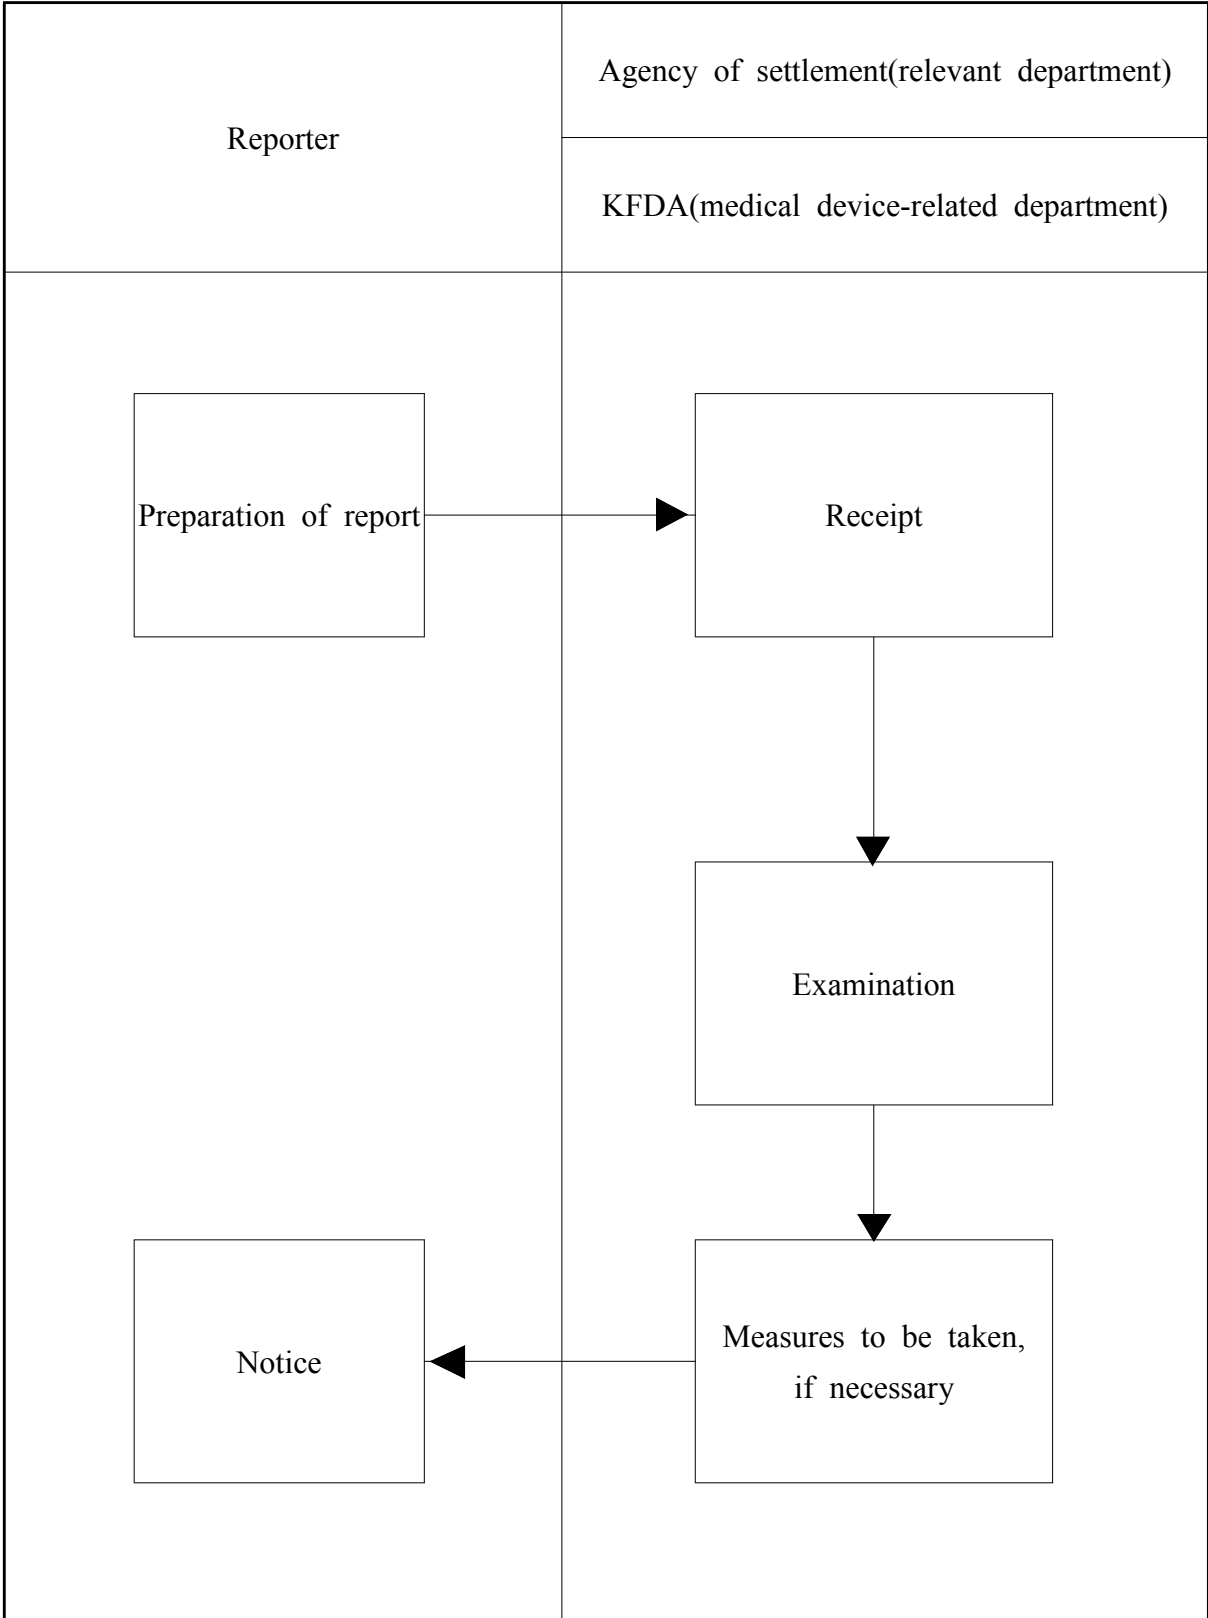 Reporter
Agency of settlement(relevant department)
KFDA(medical device-related department)
Preparation of report
Receipt
Examination
Notice
Measures to be taken,
if necessary